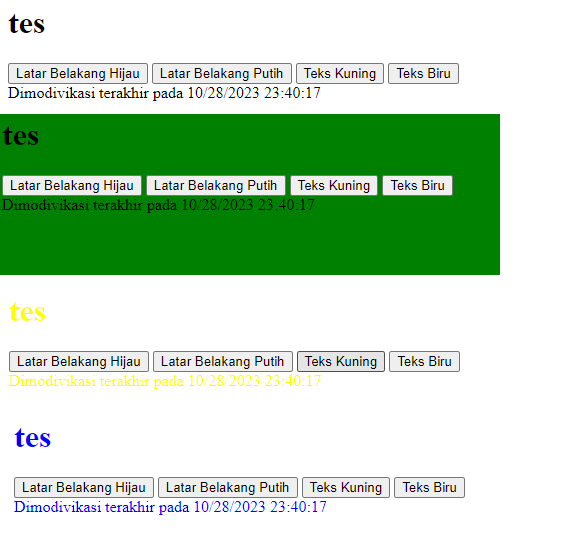 tes
Latar Belakang Hijau Latar Belakang Putih Teks Kuning Teks Biru
Dimodivikasi terakhir pada 10/28/2023 23:40:17
tes
Latar Belakang Hijau Latar Belakang Putih Teks Kuning Teks Biru
Dimodivikasi terakhir pada 10/28/2023 23:40:17
tes
Latar Belakang Hijau Latar Belakang Putih Teks Kuning Teks Biru
Dimodivikasi terakhir pada 10/28/2023 23:40:17
tes
Latar Belakang Hijau Latar Belakang Putih Teks Kuning Teks Biru
Dimodivikasi terakhir pada 10/28/2023 23:40:17